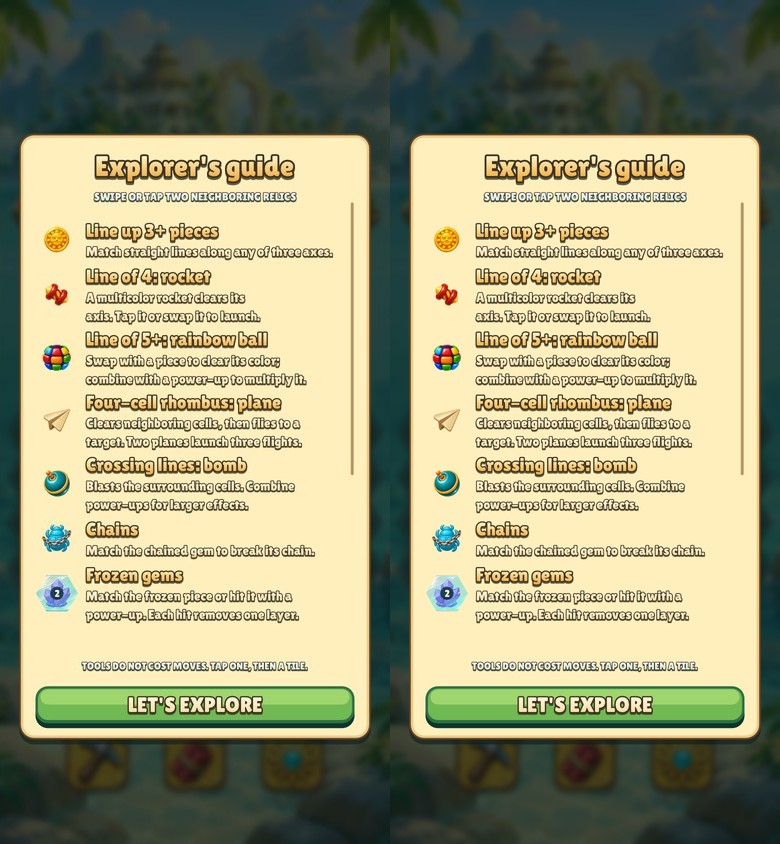 Explorer's guide
SWIPE OR TAP TWO NEIGHBORING RELICS
Line up 3+ pieces
Match straight lines along any of three axes.
Line of 4: rocket
A multicolor rocket clears its
axis. Tap it or swap it to launch.
Line of 5+: rainbow ball
Swap with a piece to clear its color;
combine with a power-up to multiply it.
Four-cell rhombus: plane
Clears neighboring cells, then flies to a
target. Two planes launch three flights.
Crossing lines: bomb
Blasts the surrounding cells. Combine
power-ups for larger effects.
Chains
Match the chained gem to break its chain.
Frozen gems
2
Match the frozen piece or hit it with a
power-up. Each hit removes one layer.
TOOLS DO NOT COST MOVES. TAP ONE, THEN A TILE.
LET'S EXPLORE
Explorer's guide
SWIPE OR TAP TWO NEIGHBORING RELICS
Line up 3+ pieces
Match straight lines along any of three axes.
Line of 4: rocket
A multicolor rocket clears its
axis. Tap it or swap it to launch.
Line of 5+: rainbow ball
Swap with a piece to clear its color;
combine with a power-up to multiply it.
Four-cell rhombus: plane
Clears neighboring cells, then flies to a
target. Two planes launch three flights.
Crossing lines: bomb
Blasts the surrounding cells. Combine
power-ups for larger effects.
Chains
Match the chained gem to break its chain.
Frozen gems
2
Match the frozen piece or hit it with a
power-up. Each hit removes one layer.
TOOLS DO NOT COST MOVES. TAP ONE, THEN A TILE.
LET'S EXPLORE